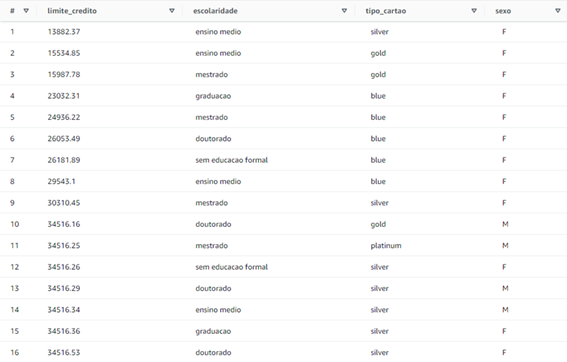 # limite_credito escolaridade tipo_cartao sexo
1 13882.37 ensino medio silver F
2 15534.85 ensino medio gold F
3 15987.78 mestrado gold F
4 23032.31 graduacao blue F
5 24936.22 mestrado blue F
6 26053.49 doutorado blue F
7 26181.89 sem educacao formal blue F
8 29543.1 ensino medio blue F
9 30310.45 mestrado silver F
10 34516.16 doutorado gold M
11 34516.25 mestrado platinum M
12 34516.26 sem educacao formal silver F
13 34516.29 doutorado silver M
14 34516.34 ensino medio silver M
15 34516.36 graduacao silver F
16 34516.53 doutorado silver F